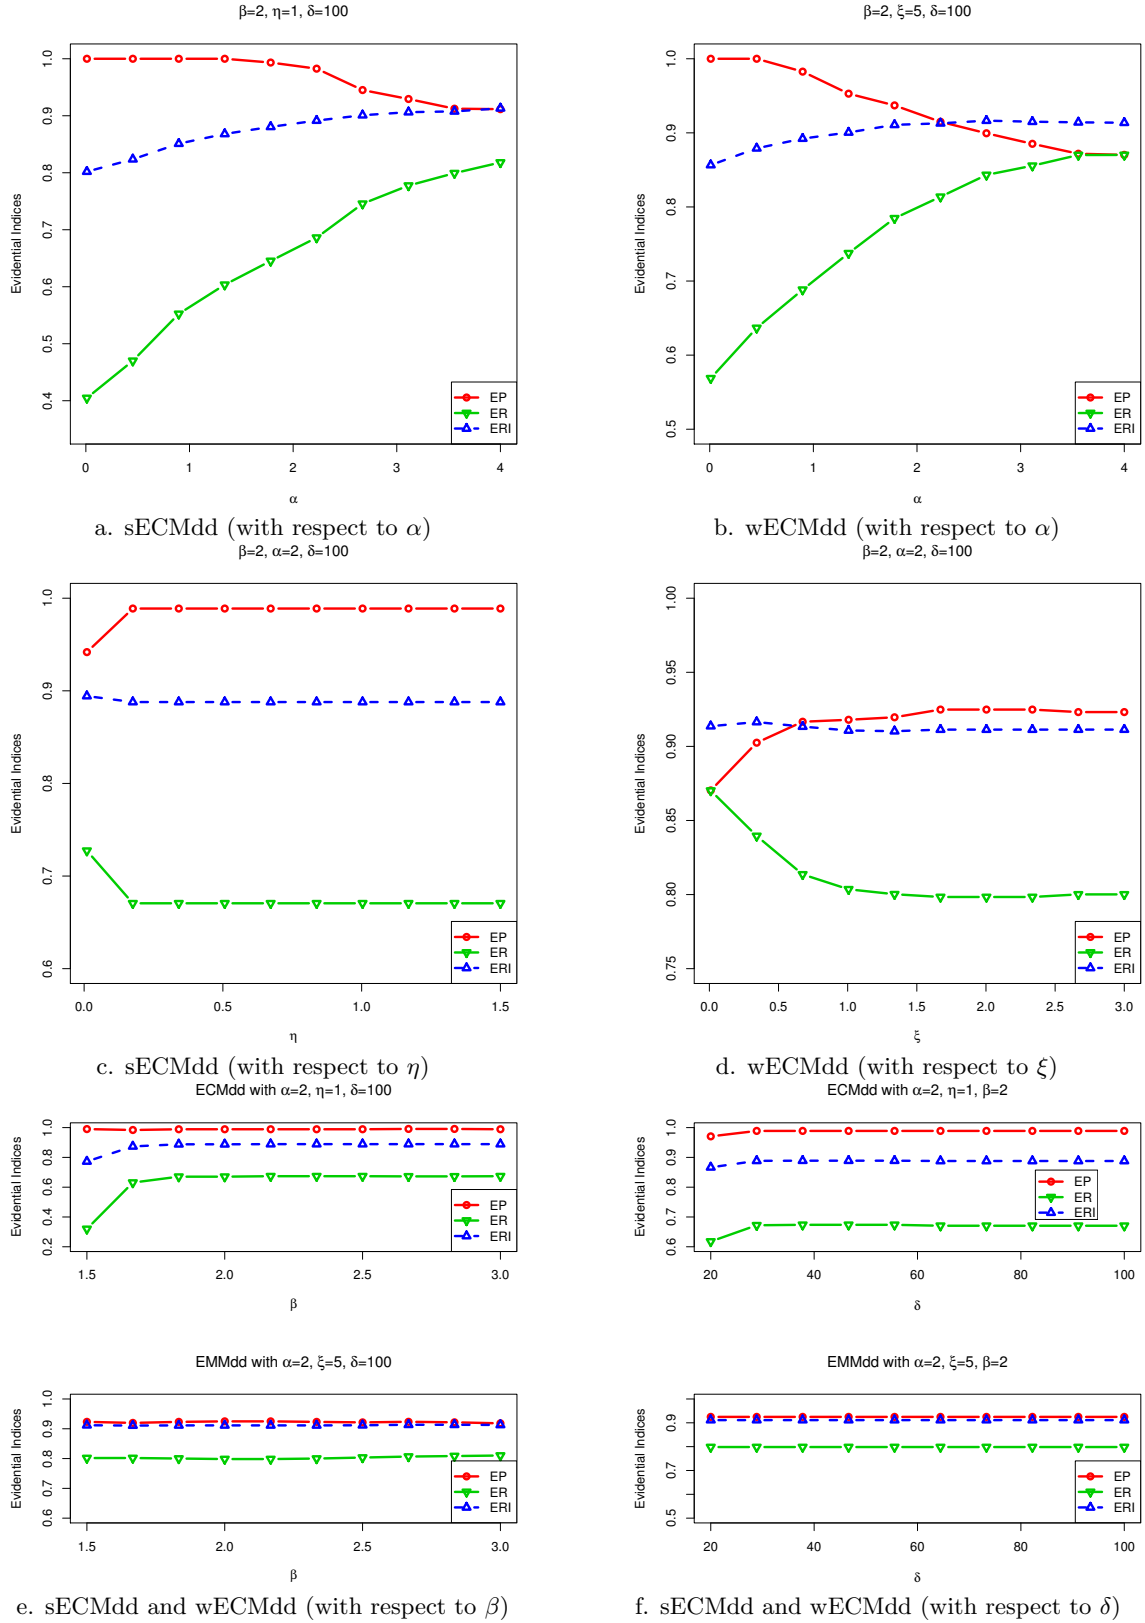 β=2, η=1, δ=100
Evidential Indices
1.0
0.9
0.8
0.7
0.6
0.5
0.4
0 1 2 3 4
α
EP
ER
ERI
a. sECMdd (with respect to α)
β=2, ξ=5, δ=100
Evidential Indices
1.0
0.9
0.8
0.7
0.6
0.5
0 1 2 3 4
α
EP
ER
ERI
b. wECMdd (with respect to α)
β=2, α=2, δ=100
Evidential Indices
1.0
0.9
0.8
0.7
0.6
0.0 0.5 1.0 1.5
η
EP
ER
ERI
c. sECMdd (with respect to η)
β=2, α=2, δ=100
Evidential Indices
1.00
0.95
0.90
0.85
0.80
0.75
0.0 0.5 1.0 1.5 2.0 2.5 3.0
ξ
EP
ER
ERI
d. wECMdd (with respect to ξ)
ECMdd with α=2, η=1, δ=100
Evidential Indices
1.0
0.8
0.6
0.4
0.2
1.5 2.0 2.5 3.0
β
EP
ER
ERI
ECMdd with α=2, η=1, β=2
Evidential Indices
1.0
0.9
0.8
0.7
0.6
20 40 60 80 100
δ
EP
ER
ERI
EMMdd with α=2, ξ=5, δ=100
Evidential Indices
1.0
0.9
0.8
0.7
0.6
1.5 2.0 2.5 3.0
β
EP
ER
ERI
e. sECMdd and wECMdd (with respect to β)
EMMdd with α=2, ξ=5, β=2
Evidential Indices
0.9
0.7
0.5
20 40 60 80 100
δ
EP
ER
ERI
f. sECMdd and wECMdd (with respect to δ)